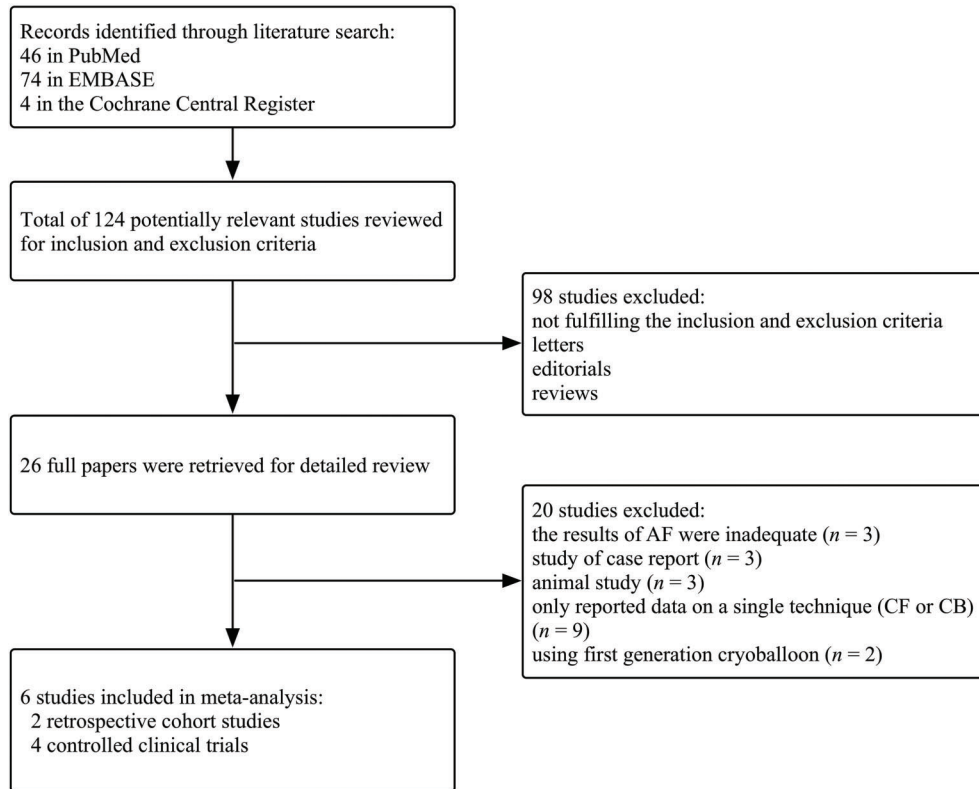 Records identified through literature search:
46 in PubMed
74 in EMBASE
4 in the Cochrane Central Register
Total of 124 potentially relevant studies reviewed
for inclusion and exclusion criteria
98 studies excluded:
not fulfilling the inclusion and exclusion criteria
letters
editorials
reviews
26 full papers were retrieved for detailed review
20 studies excluded:
the results of AF were inadequate (n = 3)
study of case report (n = 3)
animal study (n = 3)
only reported data on a single technique (CF or CB)
(n = 9)
using first generation cryoballoon (n = 2)
6 studies included in meta-analysis:
2 retrospective cohort studies
4 controlled clinical trials